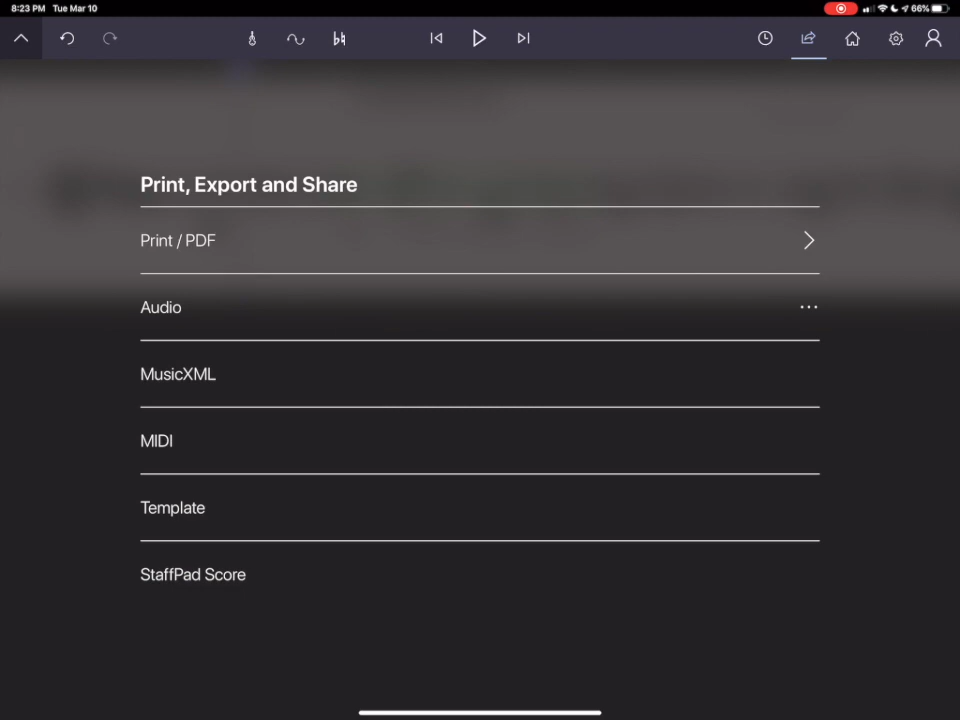 8:23 PM Tue Mar 10
66%
Print, Export and Share
Print / PDF
Audio
MusicXML
MIDI
Template
StaffPad Score